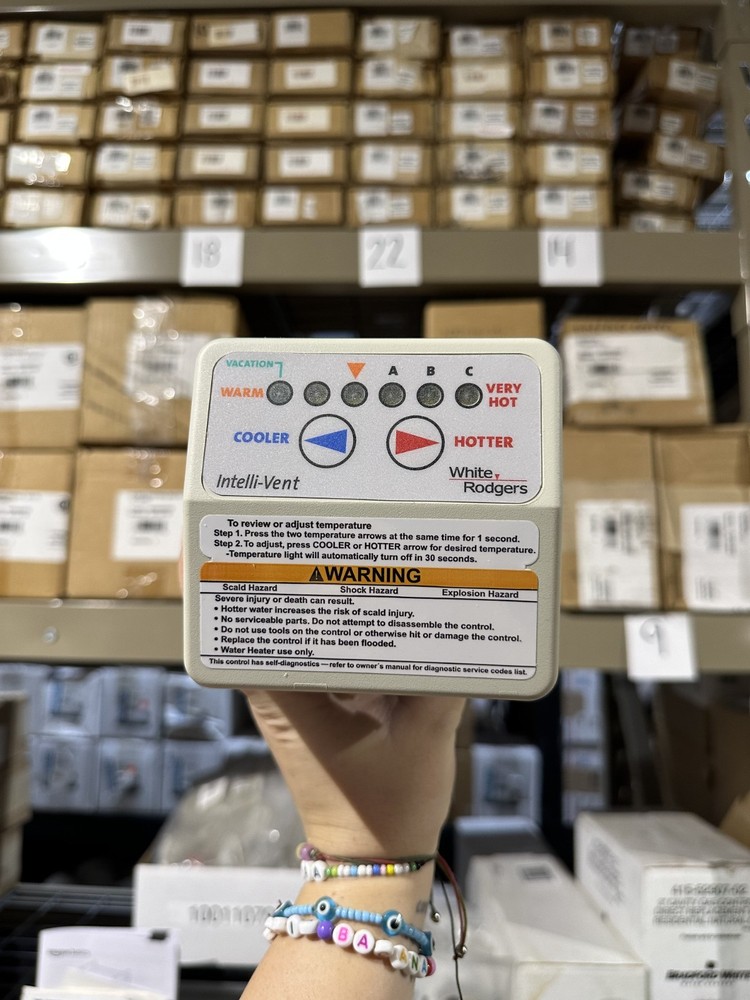 18 22 14
VACATION
A B C
WARM VERY HOT
COOLER HOTTER
Intelli-Vent White Rodgers
To review or adjust temperature
Step 1. Press the two temperature arrows at the same time for 1 second.
Step 2. To adjust, press COOLER or HOTTER arrow for desired temperature.
-Temperature light will automatically turn off in 30 seconds.
WARNING
Scald Hazard Shock Hazard Explosion Hazard
Severe injury or death can result.
• Hotter water increases the risk of scald injury.
• No serviceable parts. Do not attempt to disassemble the control.
• Do not use tools on the control or otherwise hit or damage the control.
• Replace the control if it has been flooded.
• Water Heater use only.
This control has self-diagnostics — refer to owner's manual for diagnostic service codes list.
9
BA ANA
BRADFORD WHITE